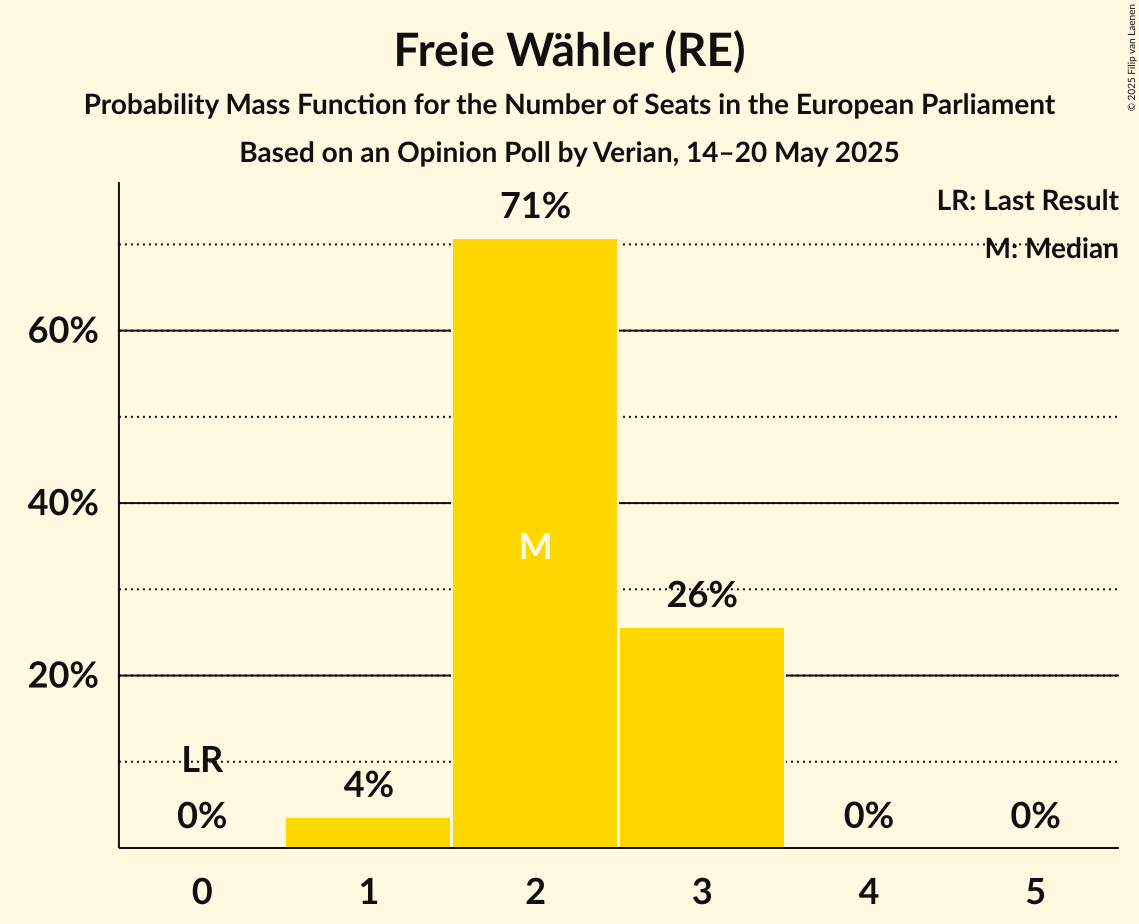 Freie Wähler (RE)
Probability Mass Function for the Number of Seats in the European Parliament
Based on an Opinion Poll by Verian, 14–20 May 2025
© 2025 Filip van Laenen
LR: Last Result
M: Median
71%
60%
40%
M
26%
20%
LR
4%
0%
0%
0%
0
1
2
3
4
5